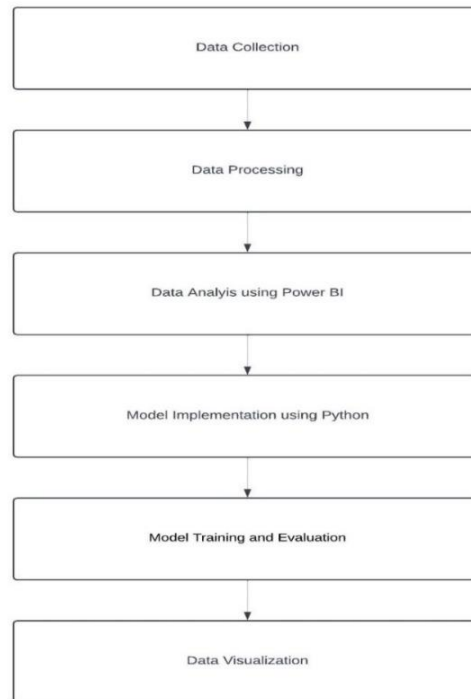 Data Collection
Data Processing
Data Analyis using Power BI
Model Implementation using Python
Model Training and Evaluation
Data Visualization